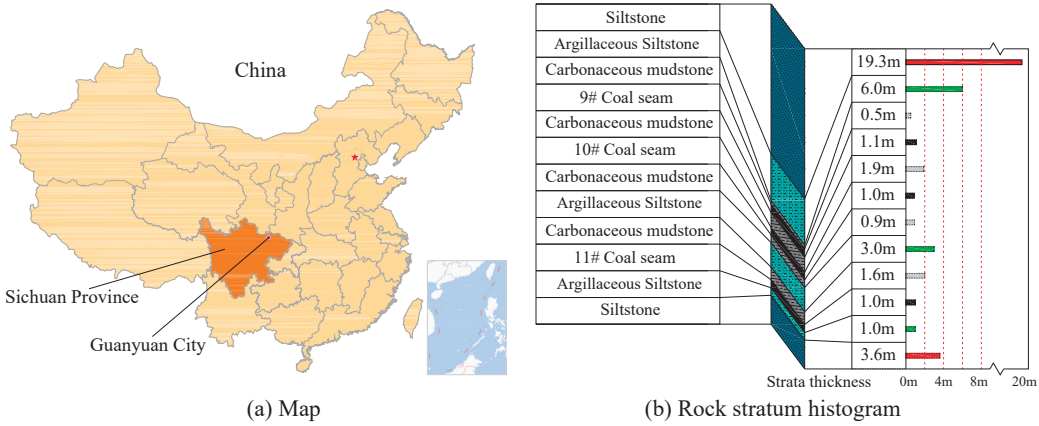 China
Sichuan Province
Guanyuan City
(a) Map
Siltstone
Argillaceous Siltstone
Carbonaceous mudstone
9# Coal seam
Carbonaceous mudstone
10# Coal seam
Carbonaceous mudstone
Argillaceous Siltstone
Carbonaceous mudstone
11# Coal seam
Argillaceous Siltstone
Siltstone
19.3m
6.0m
0.5m
1.1m
1.9m
1.0m
0.9m
3.0m
1.6m
1.0m
1.0m
3.6m
Strata thickness
0m 4m 8m 20m
(b) Rock stratum histogram